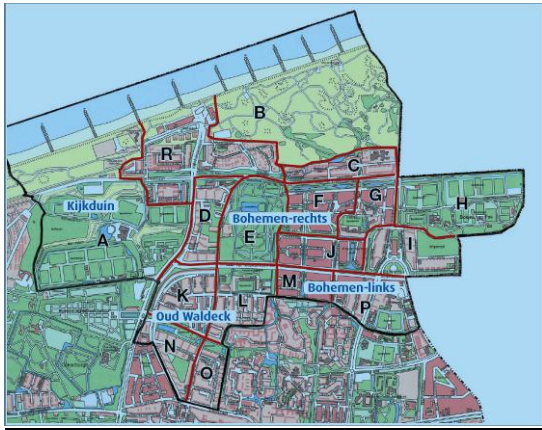 B
R
C
Kijkduin
D
F
G
H
Bohemen-rechts
A
E
J
I
M
K
L
Bohemen-links
P
Oud Waldeck
N
O